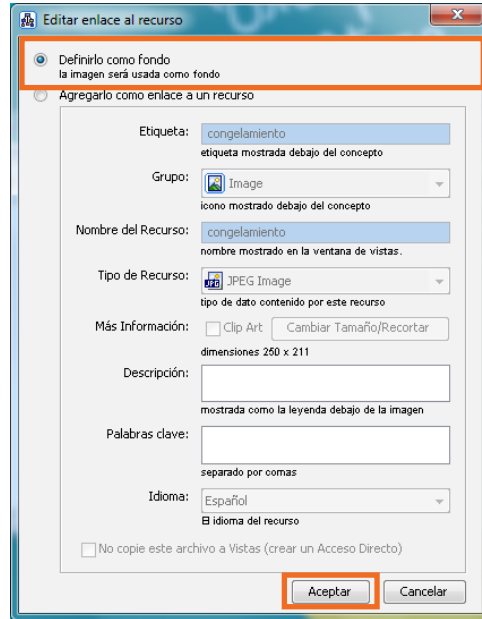 Editar enlace al recurso
x
Definirlo como fondo
la imagen será usada como fondo
Agregarlo como enlace a un recurso
Etiqueta: congelamiento
etiqueta mostrada debajo del concepto
Grupo: Image
icono mostrado debajo del concepto
Nombre del Recurso: congelamiento
nombre mostrado en la ventana de vistas.
Tipo de Recurso: JPEG Image
tipo de dato contenido por este recurso
Más Información: Clip Art Cambiar Tamaño/Recortar
dimensiones 250 x 211
Descripción:
mostrada como la leyenda debajo de la imagen
Palabras clave:
separado por comas
Idioma: Español
El idioma del recurso
No copie este archivo a Vistas (crear un Acceso Directo)
Aceptar Cancelar